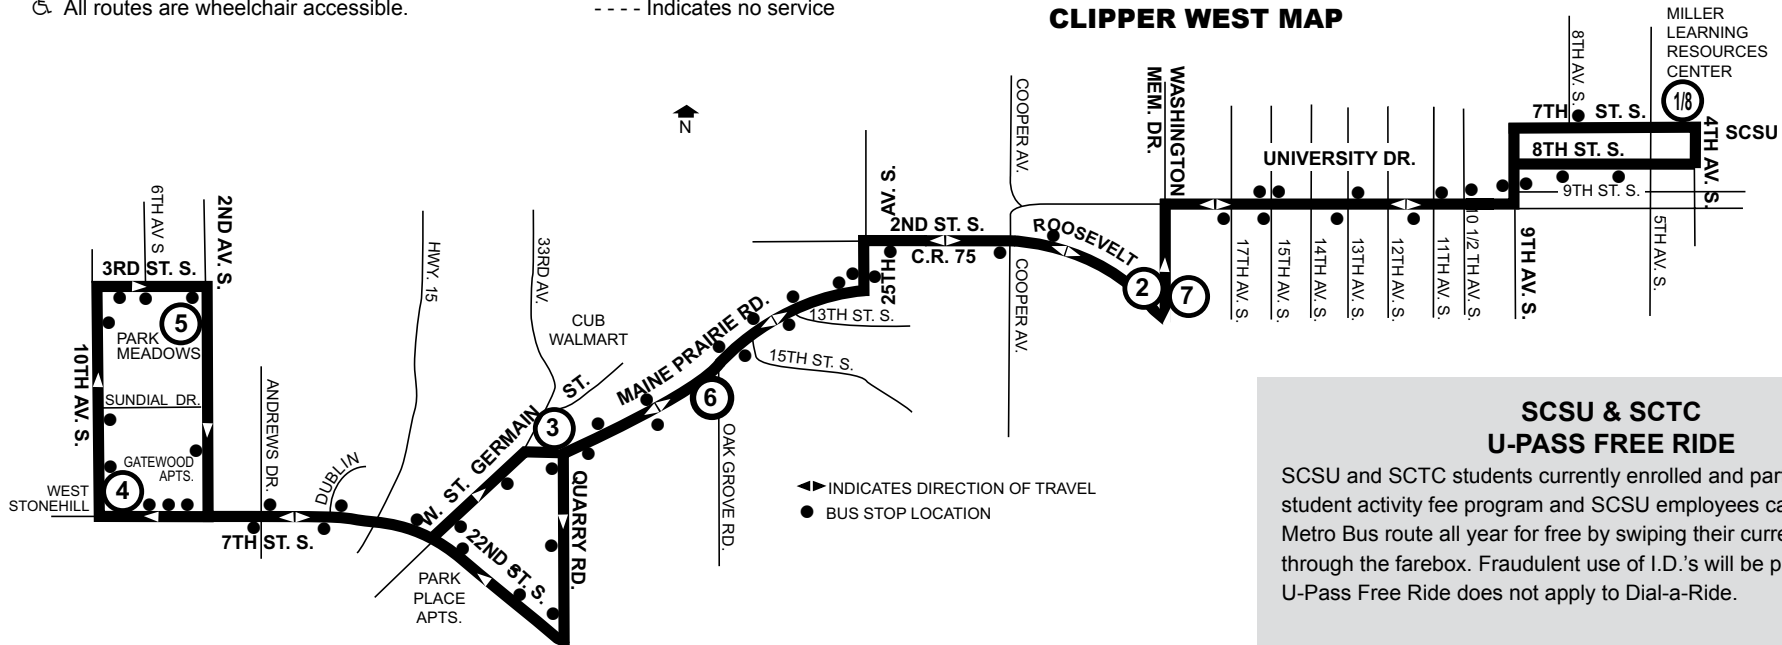 All routes are wheelchair accessible.
- - - - Indicates no service
CLIPPER WEST MAP
MILLER
LEARNING
RESOURCES
CENTER
1/8
8TH AV. S.
7TH ST. S.
4TH AV. S.
SCSU
8TH ST. S.
9TH ST. S.
5TH AV. S.
9TH AV. S.
UNIVERSITY DR.
10 1/2 TH AV. S.
11TH AV. S.
12TH AV. S.
13TH AV. S.
14TH AV. S.
15TH AV. S.
17TH AV. S.
WASHINGTON
MEM. DR.
7
2
ROOSEVELT
COOPER AV.
COOPER AV.
2ND ST. S.
C.R. 75
25TH AV. S.
N
13TH ST. S.
15TH ST. S.
MAINE PRAIRIE RD.
6
OAK GROVE RD.
CUB
WALMART
33RD AV.
HWY. 15
3
W. ST. GERMAIN ST.
QUARRY RD.
22ND ST. S.
PARK
PLACE
APTS.
DUBLIN
ANDREWS DR.
7TH ST. S.
2ND AV. S.
6TH AV S
3RD ST. S.
5
PARK
MEADOWS
10TH AV. S.
SUNDIAL DR.
GATEWOOD
APTS.
4
WEST
STONEHILL
INDICATES DIRECTION OF TRAVEL
BUS STOP LOCATION
SCSU & SCTC
U-PASS FREE RIDE
SCSU and SCTC students currently enrolled and par
student activity fee program and SCSU employees ca
Metro Bus route all year for free by swiping their curre
through the farebox. Fraudulent use of I.D.'s will be p
U-Pass Free Ride does not apply to Dial-a-Ride.